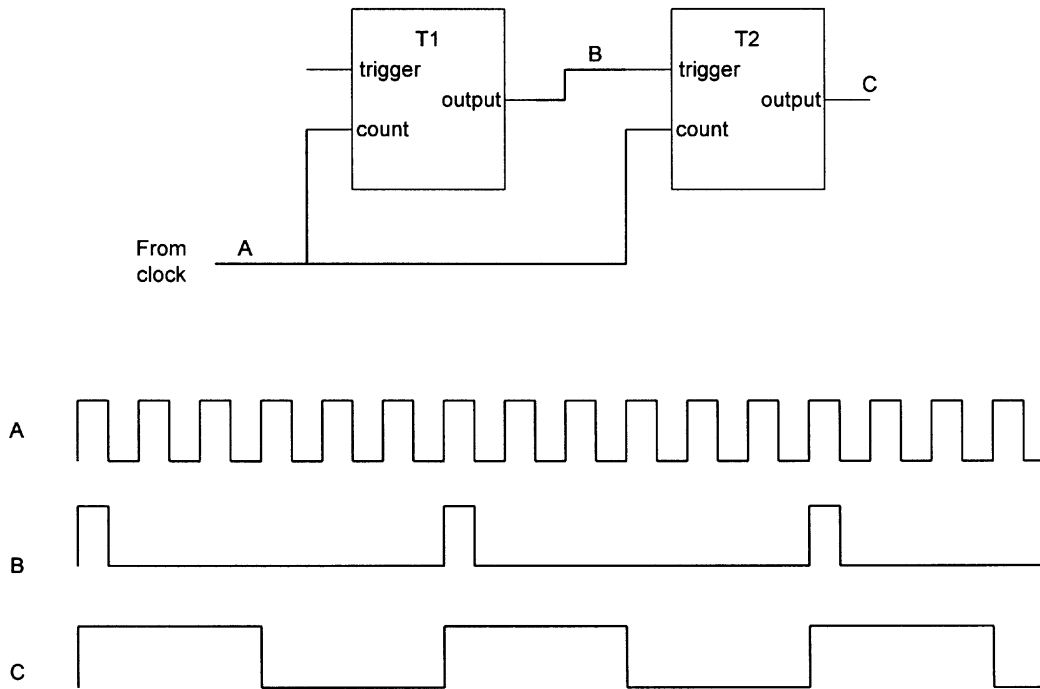 T1
T2
B
trigger
trigger
output
output
C
count
count
From
clock
A
A
B
C